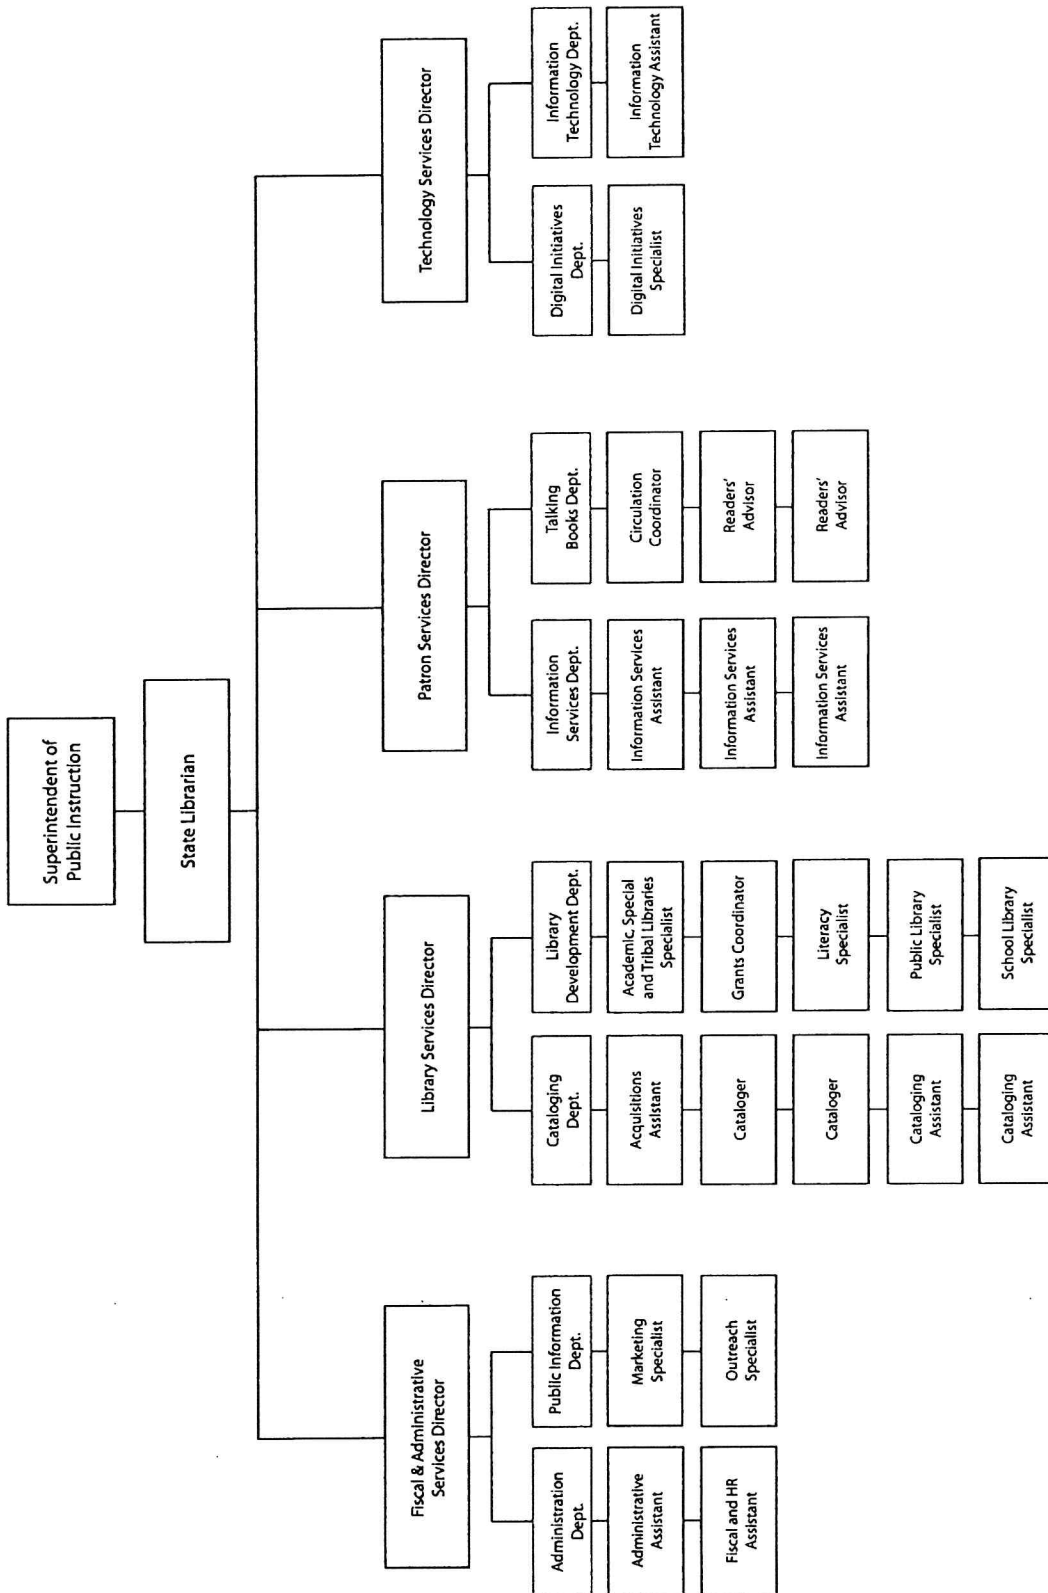 Superintendent of
Public Instruction
State Librarian
Fiscal & Administrative
Services Director
Library Services Director
Patron Services Director
Technology Services Director
Administration
Dept.
Administrative
Assistant
Fiscal and HR
Assistant
Public Information
Dept.
Marketing
Specialist
Outreach
Specialist
Cataloging
Dept.
Acquisitions
Assistant
Cataloger
Cataloger
Cataloging
Assistant
Cataloging
Assistant
Library
Development Dept.
Academic, Special
and Tribal Libraries
Specialist
Grants Coordinator
Literacy
Specialist
Public Library
Specialist
School Library
Specialist
Information
Services Dept.
Information Services
Assistant
Information Services
Assistant
Information Services
Assistant
Talking
Books Dept.
Circulation
Coordinator
Readers'
Advisor
Readers'
Advisor
Digital Initiatives
Dept.
Digital Initiatives
Specialist
Information
Technology Dept.
Information
Technology Assistant